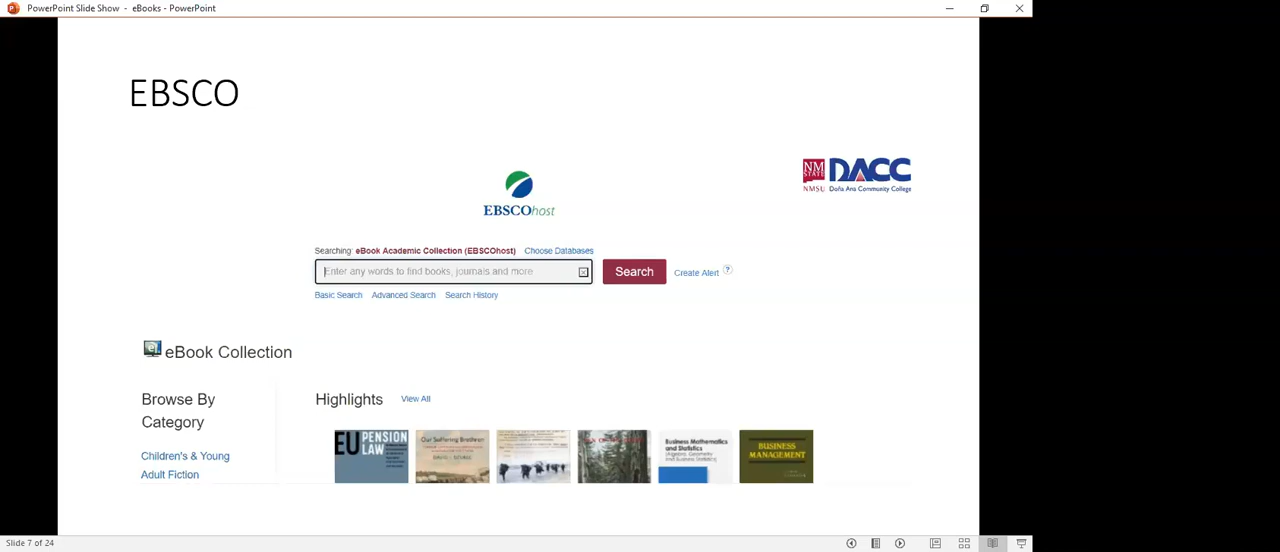 PowerPoint Slide Show - eBooks - PowerPoint
EBSCO
NM
STATE
NMSU
DACC
Doña Ana Community College
EBSCOhost
Searching: eBook Academic Collection (EBSCOhost) Choose Databases
Enter any words to find books, journals and more
Search
Create Alert
?
Basic Search Advanced Search Search History
eBook Collection
Browse By
Category
Highlights View All
Children's & Young
Adult Fiction
EU PENSION
LAW
Our Suffering Brethren
Business Mathematics
and Statistics
BUSINESS
MANAGEMENT
Slide 7 of 24